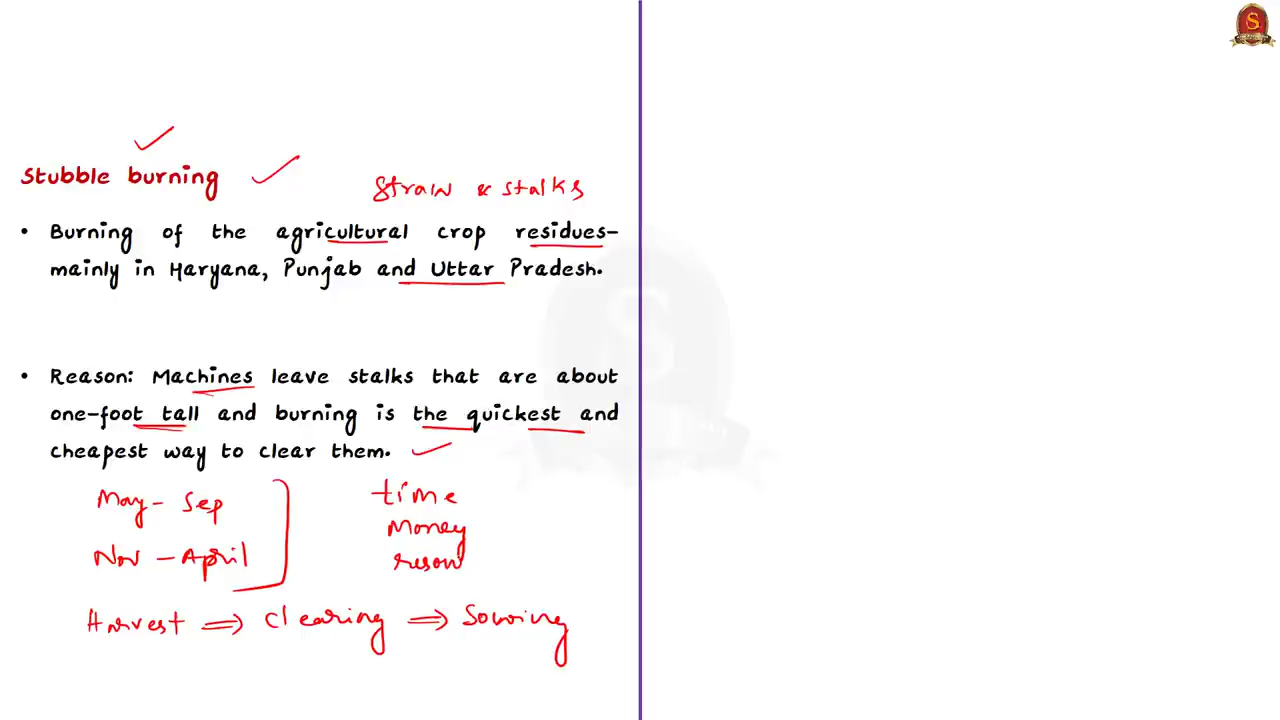 Stubble burning
Straw & stalks
• Burning of the agricultural crop residues-
mainly in Haryana, Punjab and Uttar Pradesh.
• Reason: Machines leave stalks that are about
one-foot tall and burning is the quickest and
cheapest way to clear them.
May - Sep
time
Money
Nov - April
resou
Harvest ⇒ Clearing ⇒ Sowing